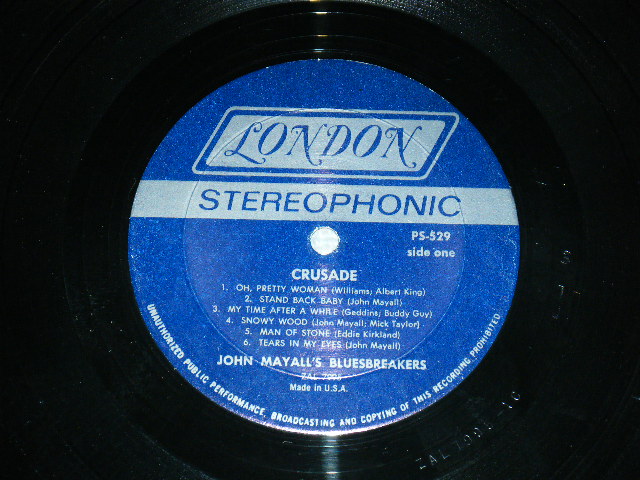 LONDON
STEREOPHONIC
PS-529
side one
CRUSADE
1. OH, PRETTY WOMAN (Williams; Albert King)
2. STAND BACK BABY (John Mayall)
3. MY TIME AFTER A WHILE (Geddins; Buddy Guy)
4. SNOWY WOOD (John Mayall; Mick Taylor)
5. MAN OF STONE (Eddie Kirkland)
6. TEARS IN MY EYES (John Mayall)
JOHN MAYALL'S BLUESBREAKERS
ZAL 7995
Made in U.S.A.
UNAUTHORIZED PUBLIC PERFORMANCE, BROADCASTING AND COPYING OF THIS RECORDING PROHIBITED